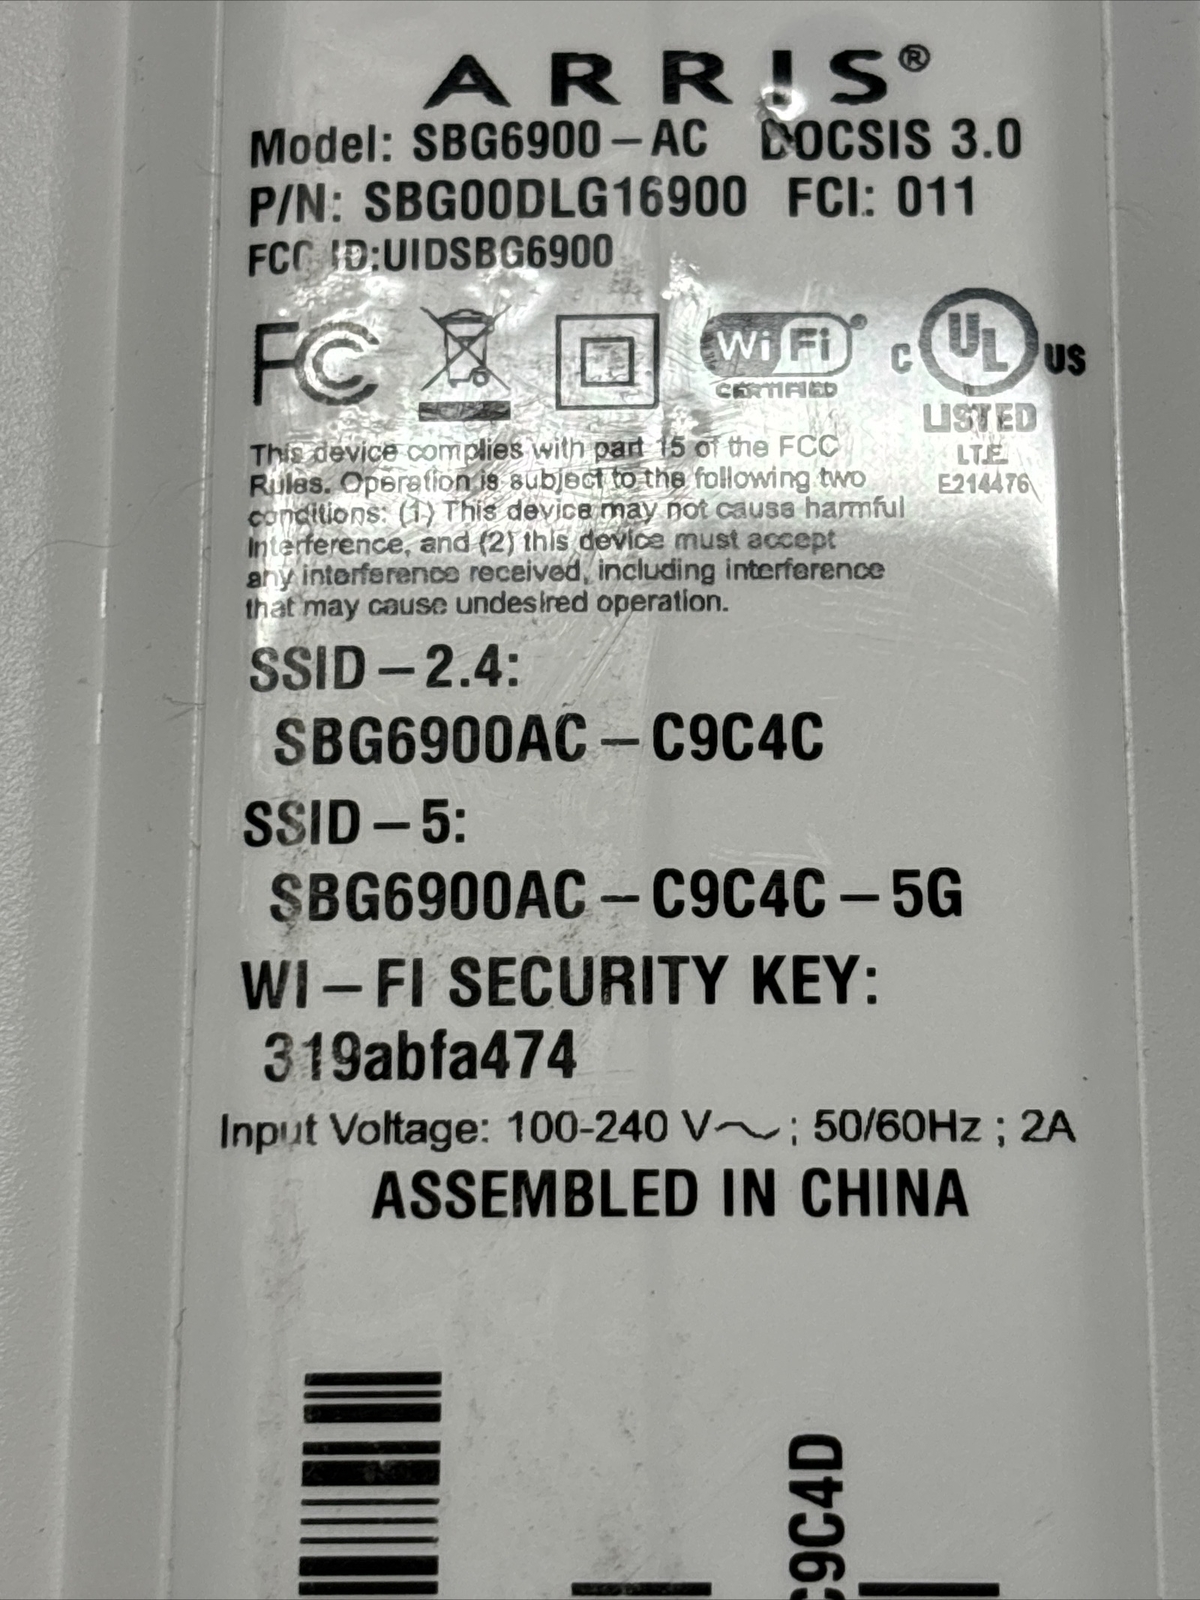 ARRIS®
Model: SBG6900-AC DOCSIS 3.0
P/N: SBG00DLG16900 FCI: 011
FCC ID:UIDSBG6900
FC Wi Fi® C UL US
CERTIFIED LISTED
I.T.E.
E214476
This device complies with part 15 of the FCC
Rules. Operation is subject to the following two
conditions: (1) This device may not cause harmful
Interference, and (2) this device must accept
any interference received, including interference
that may cause undesired operation.
SSID-2.4:
SBG6900AC-C9C4C
SSID-5:
SBG6900AC-C9C4C-5G
WI-FI SECURITY KEY:
319abfa474
Input Voltage: 100-240 V~; 50/60Hz ; 2A
ASSEMBLED IN CHINA
C9C4D